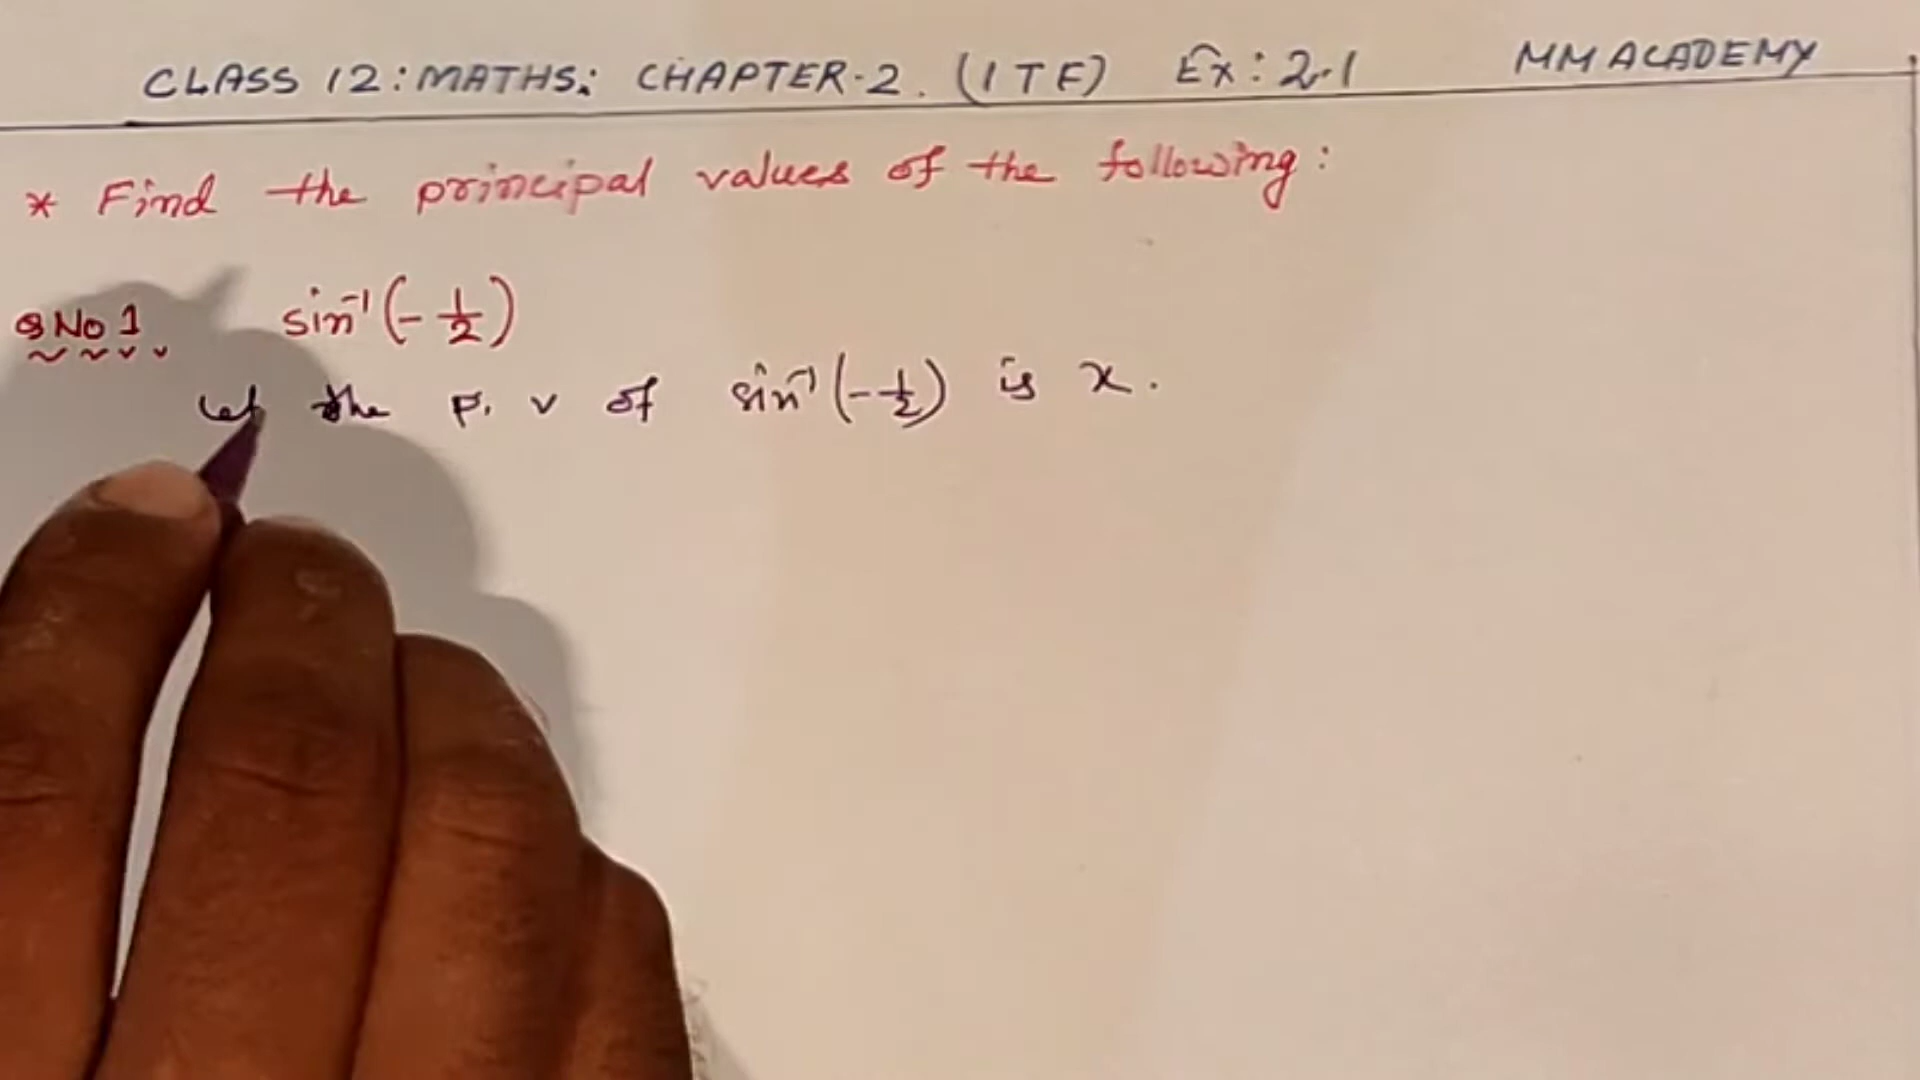 CLASS 12: MATHS: CHAPTER-2. (ITF) Ex: 2.1 MM ACADEMY
* Find the principal values of the following:
Q No 1 sin⁻¹(-1/2)
Let the p. v of sin⁻¹(-1/2) is x.